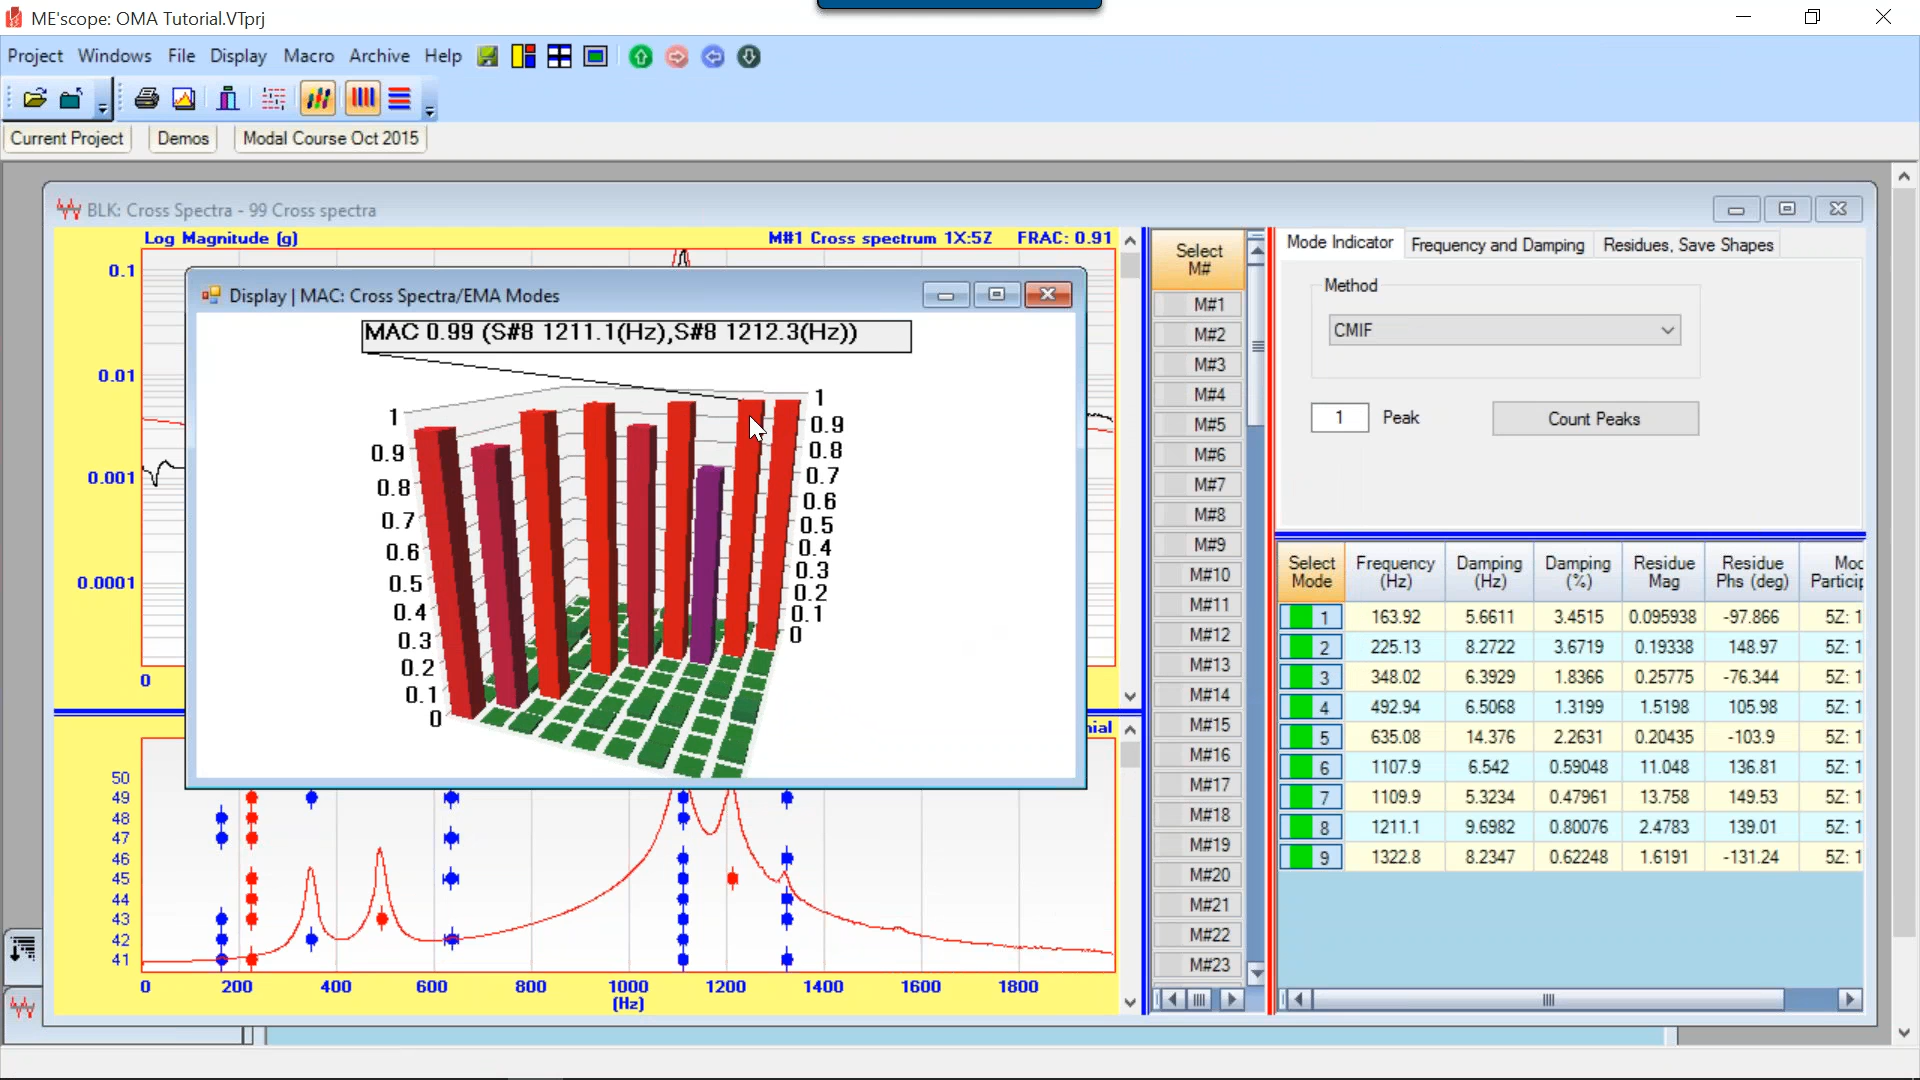 ME'scope: OMA Tutorial.VTprj
Project Windows File Display Macro Archive Help
Current Project Demos Modal Course Oct 2015
BLK: Cross Spectra - 99 Cross spectra
Log Magnitude (g) M#1 Cross spectrum 1X:5Z FRAC: 0.91
0.1
0.01
0.001
0.0001
0
Display | MAC: Cross Spectra/EMA Modes
MAC 0.99 (S#8 1211.1(Hz),S#8 1212.3(Hz))
1
0.9
0.8
0.7
0.6
0.5
0.4
0.3
0.2
0.1
0
1
0.9
0.8
0.7
0.6
0.5
0.4
0.3
0.2
0.1
0
nial
50
49
48
47
46
45
44
43
42
41
0 200 400 600 800 1000 1200 1400 1600 1800
(Hz)
Select
M#
M#1
M#2
M#3
M#4
M#5
M#6
M#7
M#8
M#9
M#10
M#11
M#12
M#13
M#14
M#15
M#16
M#17
M#18
M#19
M#20
M#21
M#22
M#23
Mode Indicator Frequency and Damping Residues, Save Shapes
Method
CMIF
1 Peak Count Peaks
Select Mode Frequency (Hz) Damping (Hz) Damping (%) Residue Mag Residue Phs (deg) Moc Particip
1 163.92 5.6611 3.4515 0.095938 -97.866 5Z: 1
2 225.13 8.2722 3.6719 0.19338 148.97 5Z: 1
3 348.02 6.3929 1.8366 0.25775 -76.344 5Z: 1
4 492.94 6.5068 1.3199 1.5198 105.98 5Z: 1
5 635.08 14.376 2.2631 0.20435 -103.9 5Z: 1
6 1107.9 6.542 0.59048 11.048 136.81 5Z: 1
7 1109.9 5.3234 0.47961 13.758 149.53 5Z: 1
8 1211.1 9.6982 0.80076 2.4783 139.01 5Z: 1
9 1322.8 8.2347 0.62248 1.6191 -131.24 5Z: 1